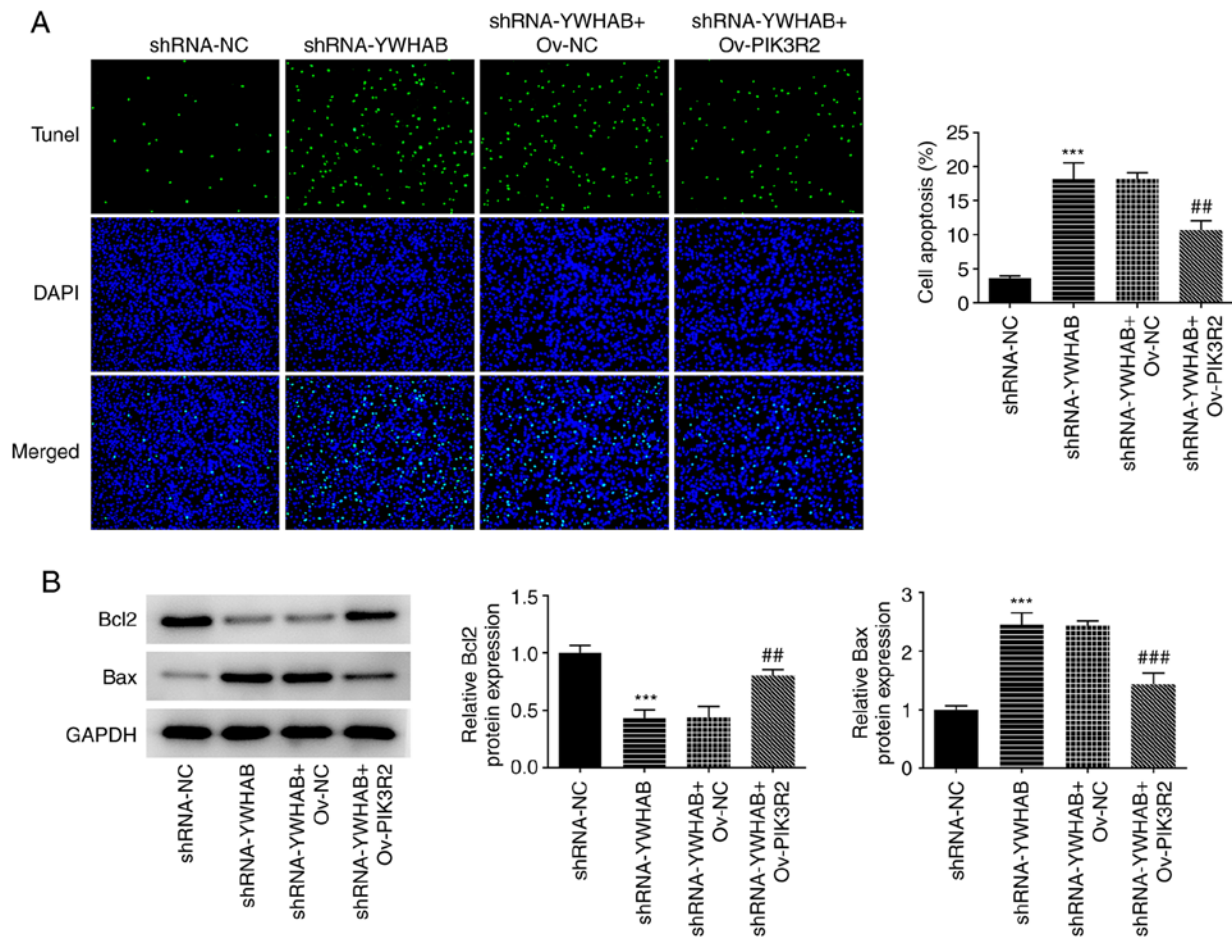 A
shRNA-NC
shRNA-YWHAB
shRNA-YWHAB+
Ov-NC
shRNA-YWHAB+
Ov-PIK3R2
Tunel
DAPI
Merged
Cell apoptosis (%)
25
20
15
10
5
0
***
##
shRNA-NC
shRNA-YWHAB
shRNA-YWHAB+
Ov-NC
shRNA-YWHAB+
Ov-PIK3R2
B
Bcl2
Bax
GAPDH
shRNA-NC
shRNA-YWHAB
shRNA-YWHAB+
Ov-NC
shRNA-YWHAB+
Ov-PIK3R2
Relative Bcl2
protein expression
1.5
1.0
0.5
0.0
***
##
shRNA-NC
shRNA-YWHAB
shRNA-YWHAB+
Ov-NC
shRNA-YWHAB+
Ov-PIK3R2
Relative Bax
protein expression
3
2
1
0
***
###
shRNA-NC
shRNA-YWHAB
shRNA-YWHAB+
Ov-NC
shRNA-YWHAB+
Ov-PIK3R2